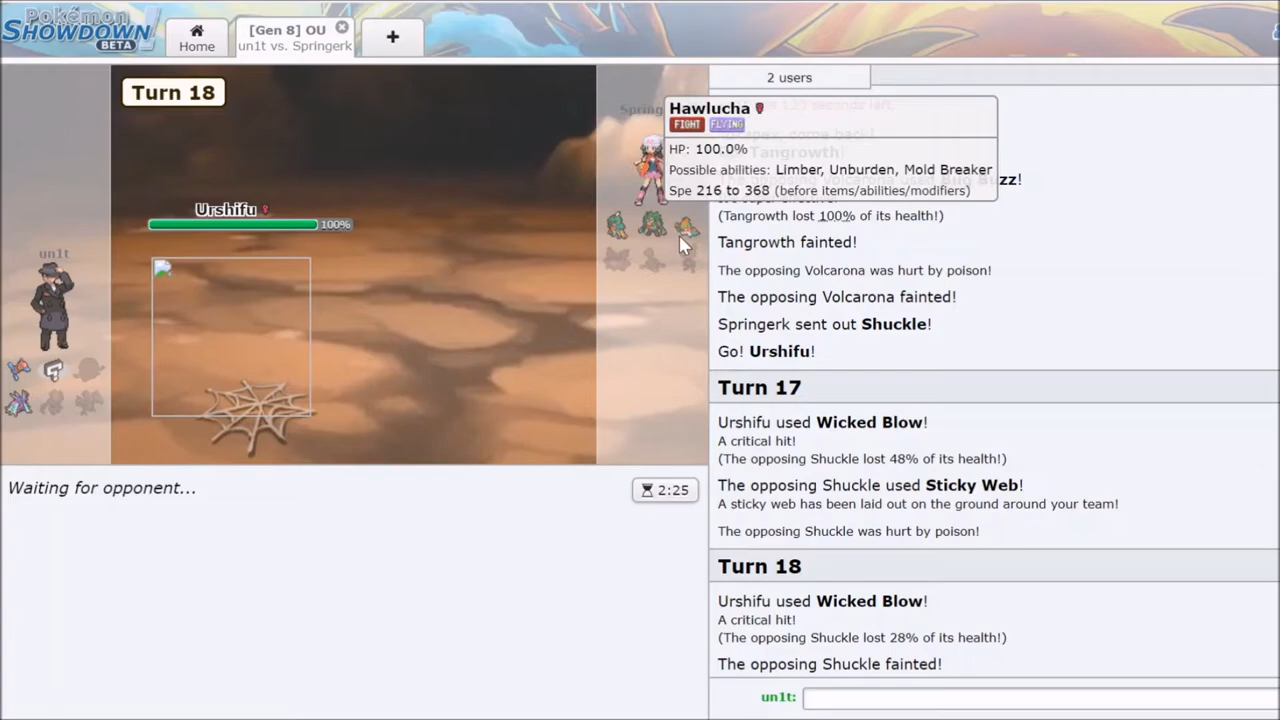 Pokémon
SHOWDOWN!
BETA
Home
[Gen 8] OU
un1t vs. Springerk
+
Turn 18
2 users
Spring
Hawlucha
FIGHT FLYING
HP: 100.0%
Possible abilities: Limber, Unburden, Mold Breaker
Spe 216 to 368 (before items/abilities/modifiers)
come back!
Tangrowth!
zz!
(Tangrowth lost 100% of its health!)
Tangrowth fainted!
The opposing Volcarona was hurt by poison!
The opposing Volcarona fainted!
Springerk sent out Shuckle!
Go! Urshifu!
Turn 17
Urshifu used Wicked Blow!
A critical hit!
(The opposing Shuckle lost 48% of its health!)
The opposing Shuckle used Sticky Web!
A sticky web has been laid out on the ground around your team!
The opposing Shuckle was hurt by poison!
Turn 18
Urshifu used Wicked Blow!
A critical hit!
(The opposing Shuckle lost 28% of its health!)
The opposing Shuckle fainted!
un1t:
Urshifu
100%
un1t
Waiting for opponent...
2:25